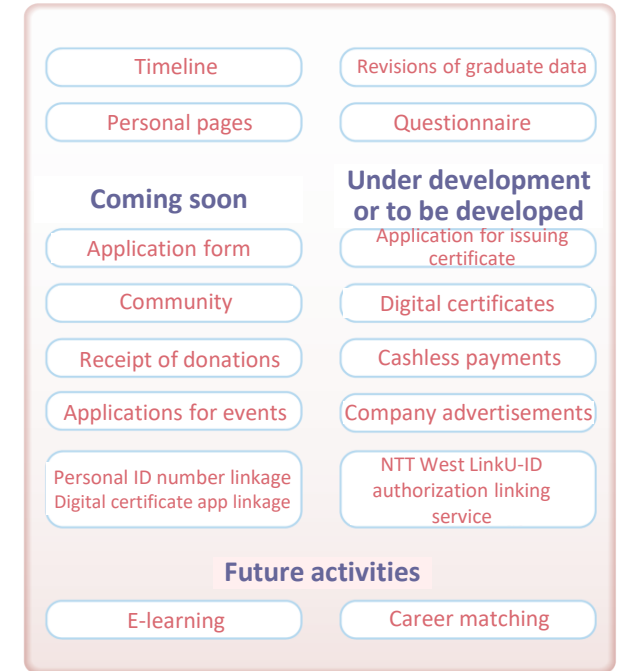 Timeline
Revisions of graduate data
Personal pages
Questionnaire
Coming soon
Under development
or to be developed
Application form
Application for issuing
certificate
Community
Digital certificates
Receipt of donations
Cashless payments
Applications for events
Company advertisements
Personal ID number linkage
Digital certificate app linkage
NTT West LinkU-ID
authorization linking
service
Future activities
E-learning
Career matching